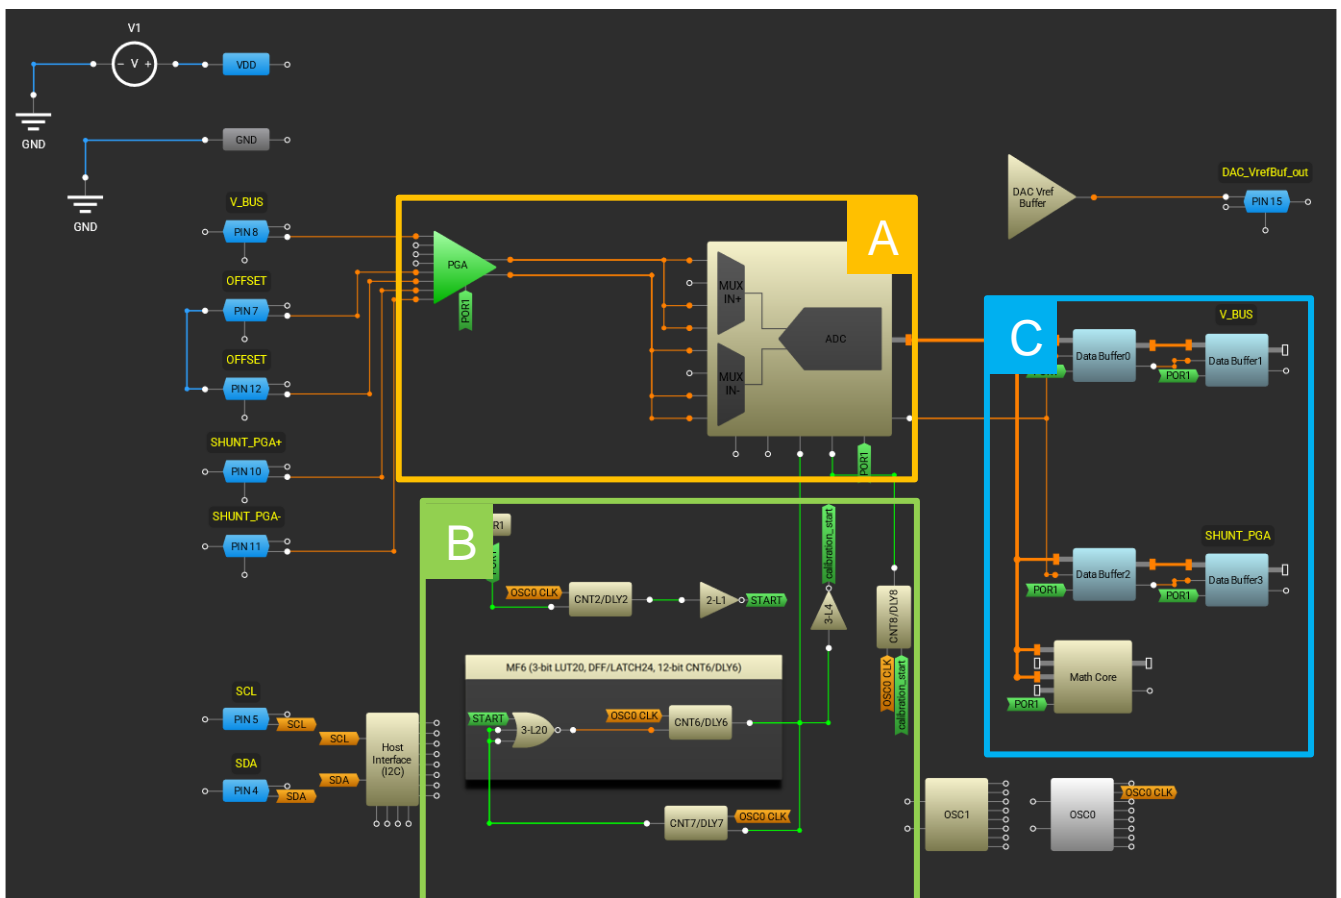 V1
− V +
VDD
GND
GND
GND
V_BUS
PIN 8
OFFSET
PIN 7
OFFSET
PIN 12
SHUNT_PGA+
PIN 10
SHUNT_PGA-
PIN 11
SCL
PIN 5
SCL
SCL
SDA
PIN 4
SDA
SDA
Host
Interface
(I2C)
A
PGA
POR1
MUX
IN+
MUX
IN-
ADC
POR1
B
R1
OSC0 CLK
CNT2/DLY2
2-L1
START
calibration_start
3-L4
CNT8/DLY8
OSC0 CLK
calibration_start
MF6 (3-bit LUT20, DFF/LATCH24, 12-bit CNT6/DLY6)
START
3-L20
OSC0 CLK
CNT6/DLY6
CNT7/DLY7
OSC0 CLK
DAC Vref
Buffer
DAC_VrefBuf_out
PIN 15
C
V_BUS
Data Buffer0
POR1
Data Buffer1
SHUNT_PGA
Data Buffer2
POR1
POR1
Data Buffer3
Math Core
POR1
OSC1
OSC0
OSC0 CLK